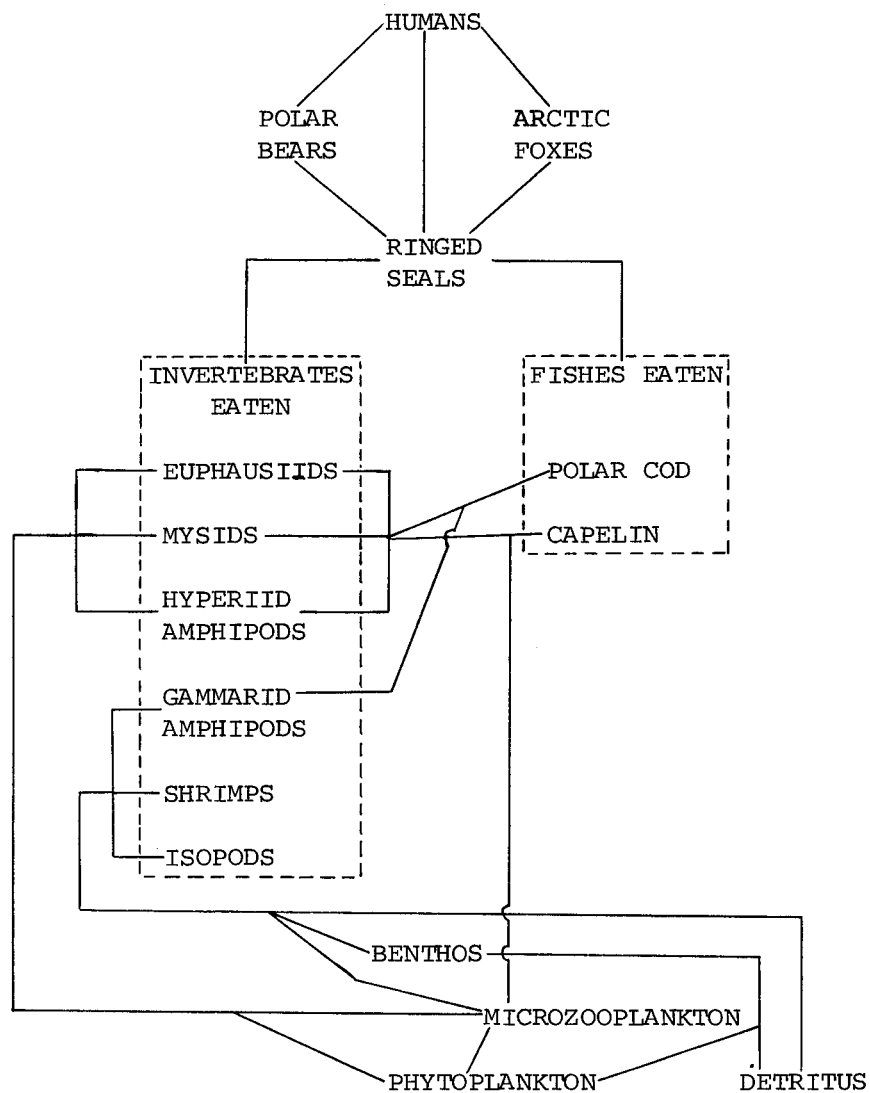 HUMANS
POLAR
BEARS
ARCTIC
FOXES
RINGED
SEALS
INVERTEBRATES
EATEN
FISHES EATEN
EUPHAUSIIDS
POLAR COD
MYSIDS
CAPELIN
HYPERIID
AMPHIPODS
GAMMARID
AMPHIPODS
SHRIMPS
ISOPODS
BENTHOS
MICROZOOPLANKTON
PHYTOPLANKTON
DETRITUS